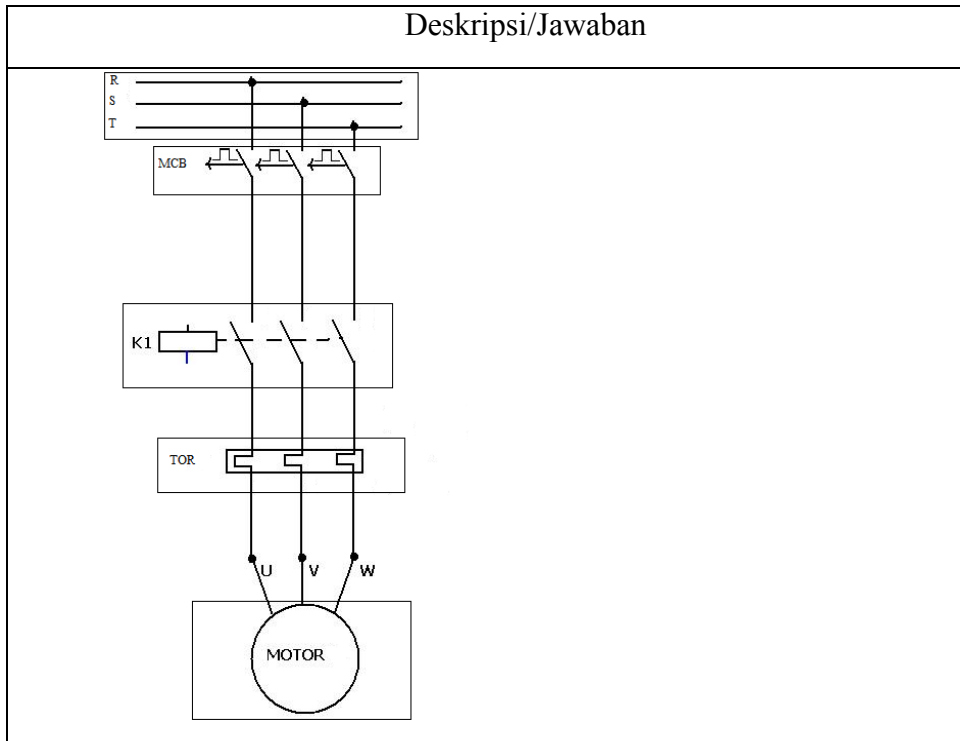 Deskripsi/Jawaban
R
S
T
MCB
K1
TOR
U V W
MOTOR